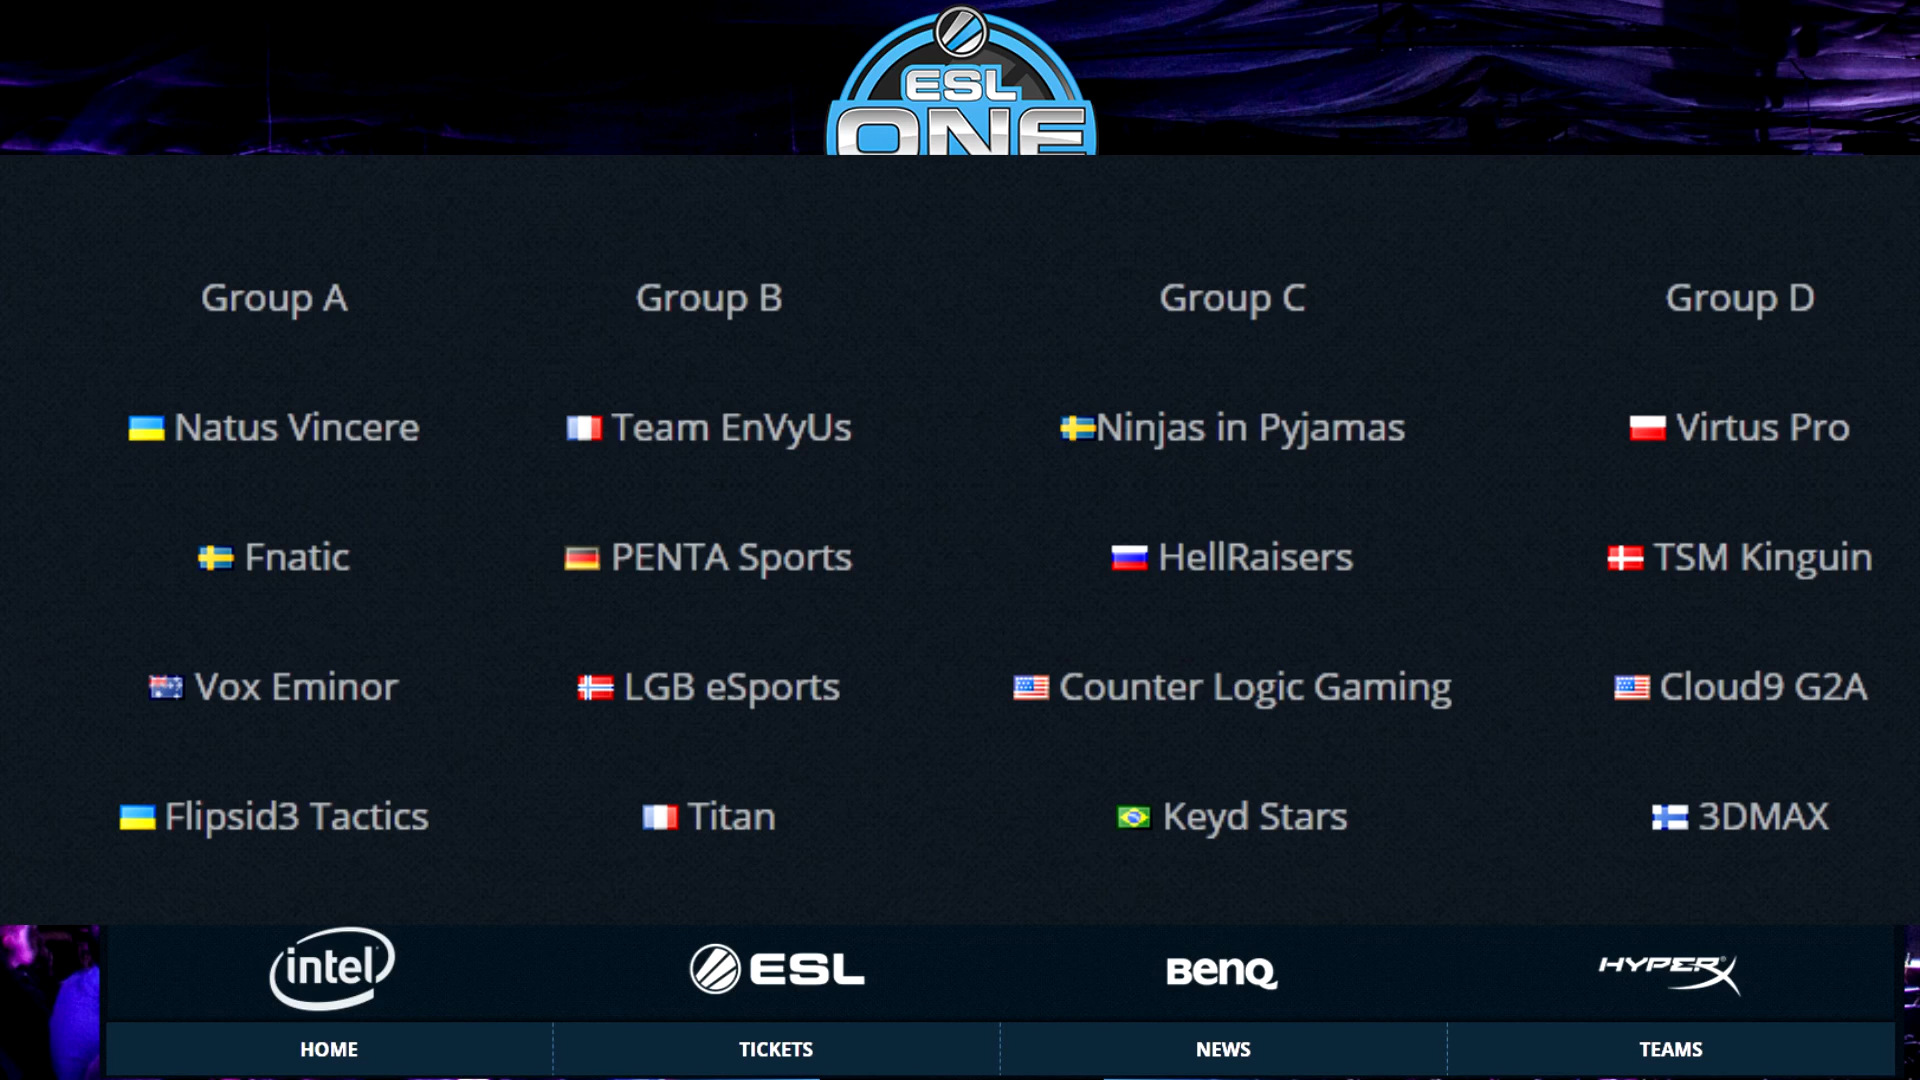 ESL
ONE
Group A Group B Group C Group D
Natus Vincere Team EnVyUs Ninjas in Pyjamas Virtus Pro
Fnatic PENTA Sports HellRaisers TSM Kinguin
Vox Eminor LGB eSports Counter Logic Gaming Cloud9 G2A
Flipsid3 Tactics Titan Keyd Stars 3DMAX
intel ESL BenQ HYPERX
HOME TICKETS NEWS TEAMS